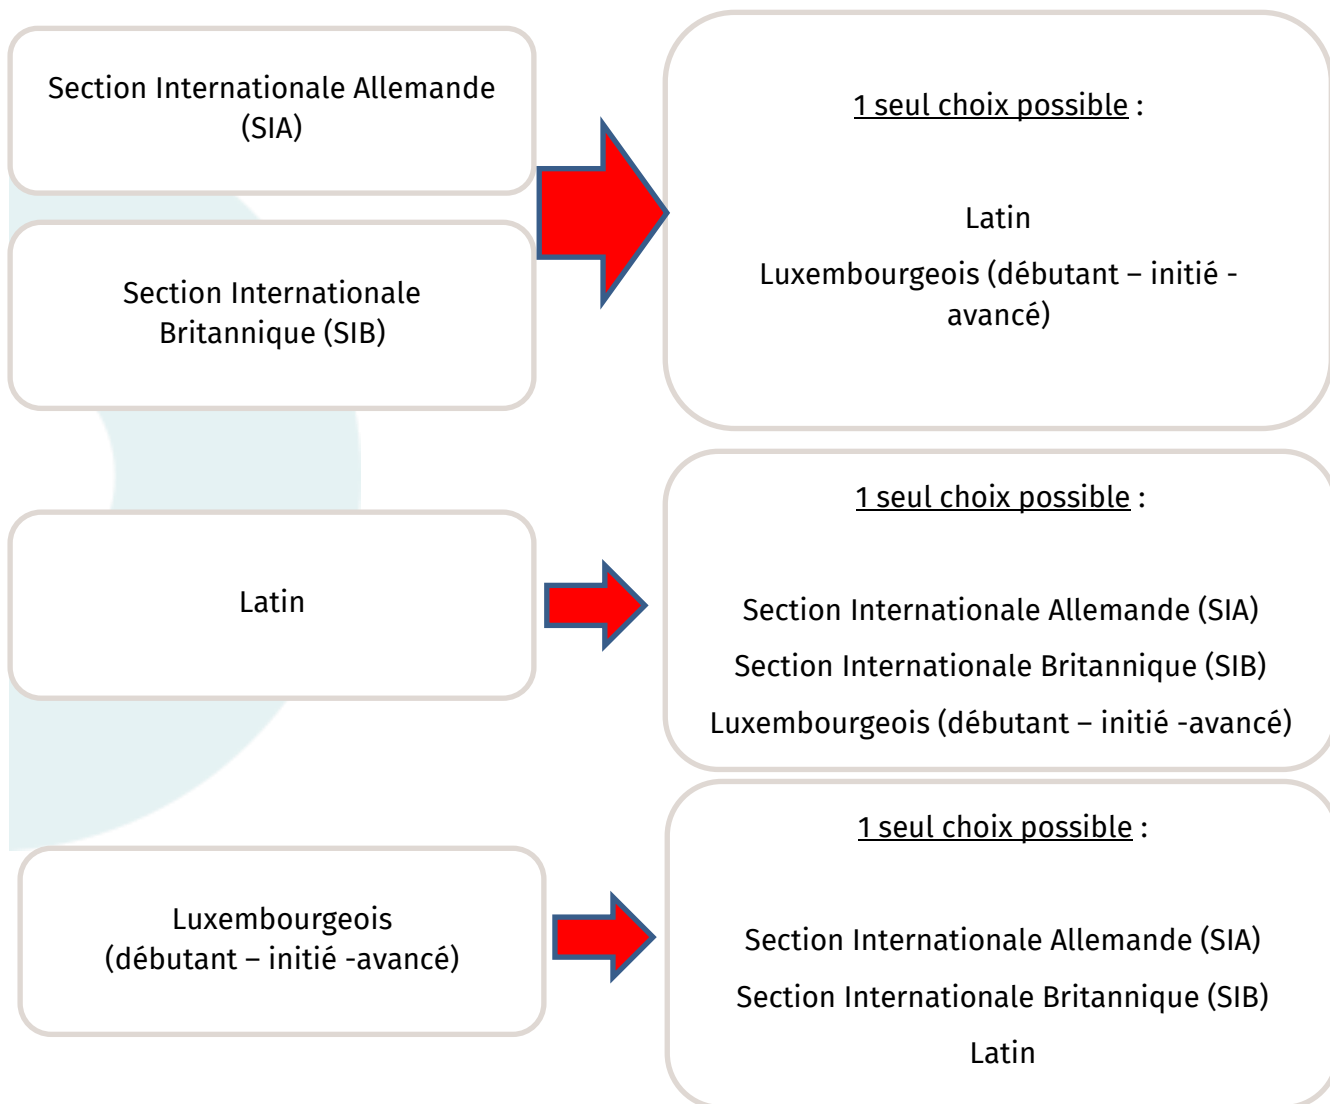 Section Internationale Allemande
(SIA)
Section Internationale
Britannique (SIB)
1 seul choix possible :
Latin
Luxembourgeois (débutant – initié -
avancé)
Latin
1 seul choix possible :
Section Internationale Allemande (SIA)
Section Internationale Britannique (SIB)
Luxembourgeois (débutant – initié -avancé)
Luxembourgeois
(débutant – initié -avancé)
1 seul choix possible :
Section Internationale Allemande (SIA)
Section Internationale Britannique (SIB)
Latin